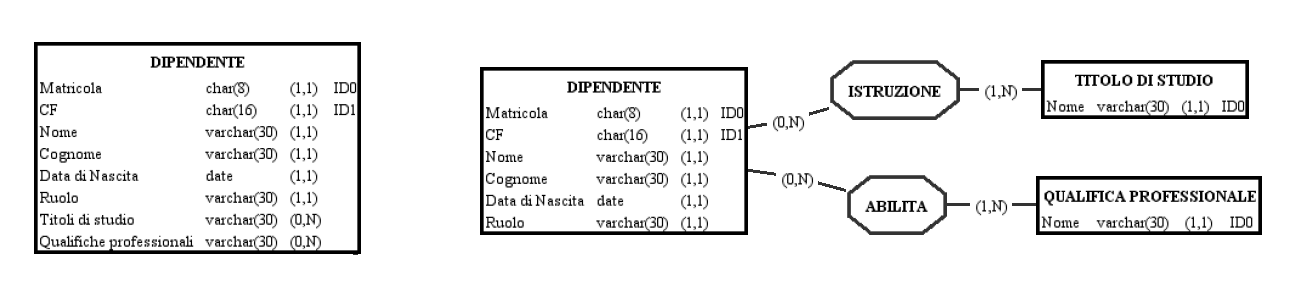 DIPENDENTE
Matricola char(8) (1,1) ID0
CF char(16) (1,1) ID1
Nome varchar(30) (1,1)
Cognome varchar(30) (1,1)
Data di Nascita date (1,1)
Ruolo varchar(30) (1,1)
Titoli di studio varchar(30) (0,N)
Qualifiche professionali varchar(30) (0,N)
DIPENDENTE
Matricola char(8) (1,1) ID0
CF char(16) (1,1) ID1
Nome varchar(30) (1,1)
Cognome varchar(30) (1,1)
Data di Nascita date (1,1)
Ruolo varchar(30) (1,1)
(0,N)
ISTRUZIONE
(1,N)
TITOLO DI STUDIO
Nome varchar(30) (1,1) ID0
(0,N)
ABILITA
(1,N)
QUALIFICA PROFESSIONALE
Nome varchar(30) (1,1) ID0